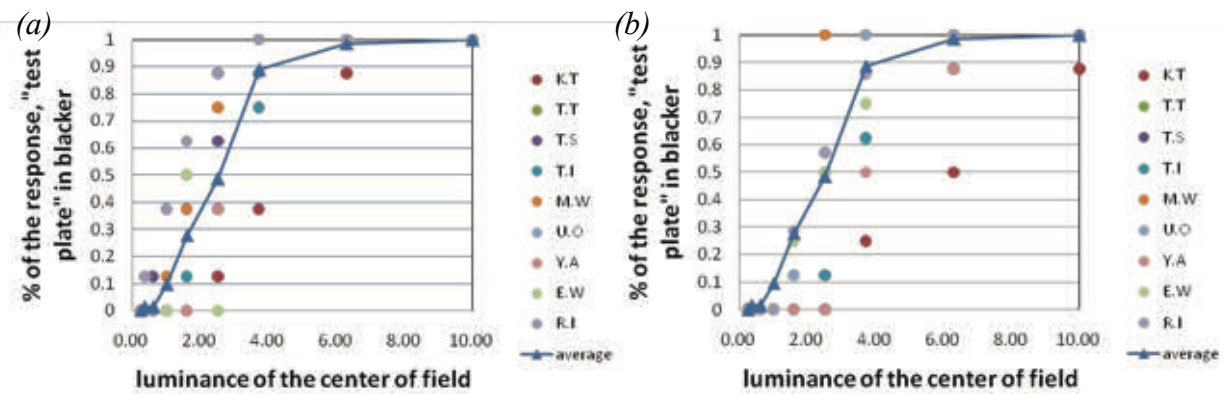 (a)
% of the response, "test
plate" in blacker
1
0.9
0.8
0.7
0.6
0.5
0.4
0.3
0.2
0.1
0
0.00 2.00 4.00 6.00 8.00 10.00
luminance of the center of field
K.T
T.T
T.S
T.I
M.W
U.O
Y.A
E.W
R.I
average
(b)
% of the response, "test
plate" in blacker
1
0.9
0.8
0.7
0.6
0.5
0.4
0.3
0.2
0.1
0
0.00 2.00 4.00 6.00 8.00 10.00
luminance of the center of field
K.T
T.T
T.S
T.I
M.W
U.O
Y.A
E.W
R.I
average